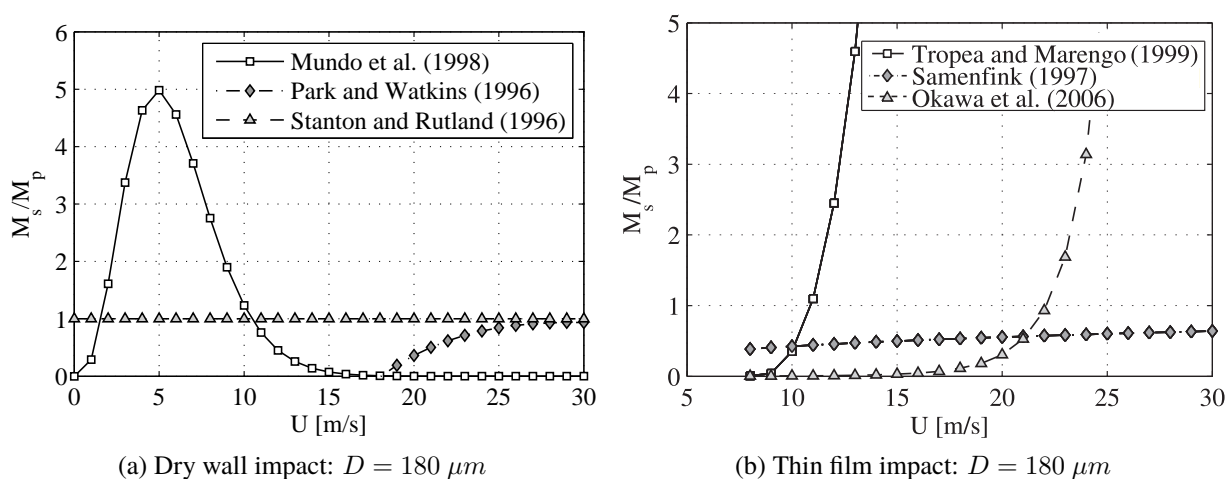 6
5
4
3
2
1
0
M_s/M_p
Mundo et al. (1998)
Park and Watkins (1996)
Stanton and Rutland (1996)
0 5 10 15 20 25 30
U [m/s]
(a) Dry wall impact: D = 180 μm
5
4
3
2
1
0
M_s/M_p
Tropea and Marengo (1999)
Samenfink (1997)
Okawa et al. (2006)
5 10 15 20 25 30
U [m/s]
(b) Thin film impact: D = 180 μm